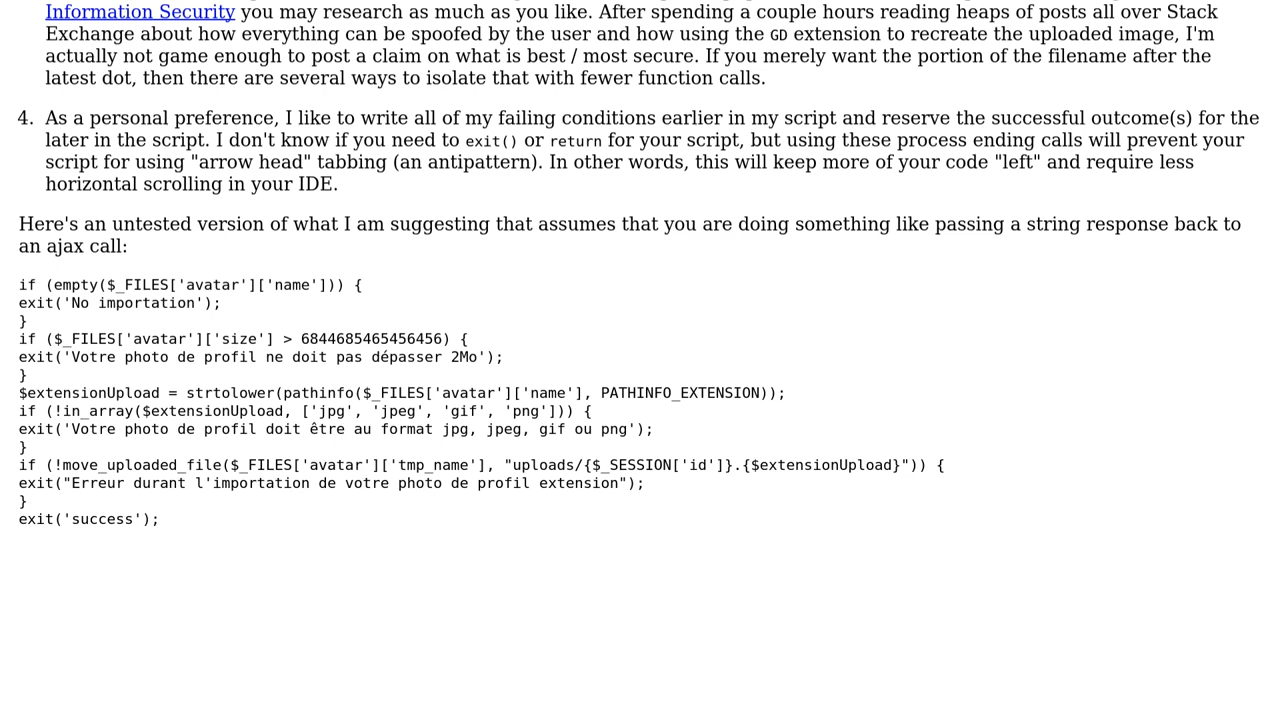 Information Security you may research as much as you like. After spending a couple hours reading heaps of posts all over Stack
Exchange about how everything can be spoofed by the user and how using the GD extension to recreate the uploaded image, I'm
actually not game enough to post a claim on what is best / most secure. If you merely want the portion of the filename after the
latest dot, then there are several ways to isolate that with fewer function calls.
4. As a personal preference, I like to write all of my failing conditions earlier in my script and reserve the successful outcome(s) for the
later in the script. I don't know if you need to exit() or return for your script, but using these process ending calls will prevent your
script for using "arrow head" tabbing (an antipattern). In other words, this will keep more of your code "left" and require less
horizontal scrolling in your IDE.
Here's an untested version of what I am suggesting that assumes that you are doing something like passing a string response back to
an ajax call:
if (empty($_FILES['avatar']['name'])) {
exit('No importation');
}
if ($_FILES['avatar']['size'] > 6844685465456456) {
exit('Votre photo de profil ne doit pas dépasser 2Mo');
}
$extensionUpload = strtolower(pathinfo($_FILES['avatar']['name'], PATHINFO_EXTENSION));
if (!in_array($extensionUpload, ['jpg', 'jpeg', 'gif', 'png'])) {
exit('Votre photo de profil doit être au format jpg, jpeg, gif ou png');
}
if (!move_uploaded_file($_FILES['avatar']['tmp_name'], "uploads/{$_SESSION['id']}.{$extensionUpload}")) {
exit("Erreur durant l'importation de votre photo de profil extension");
}
exit('success');